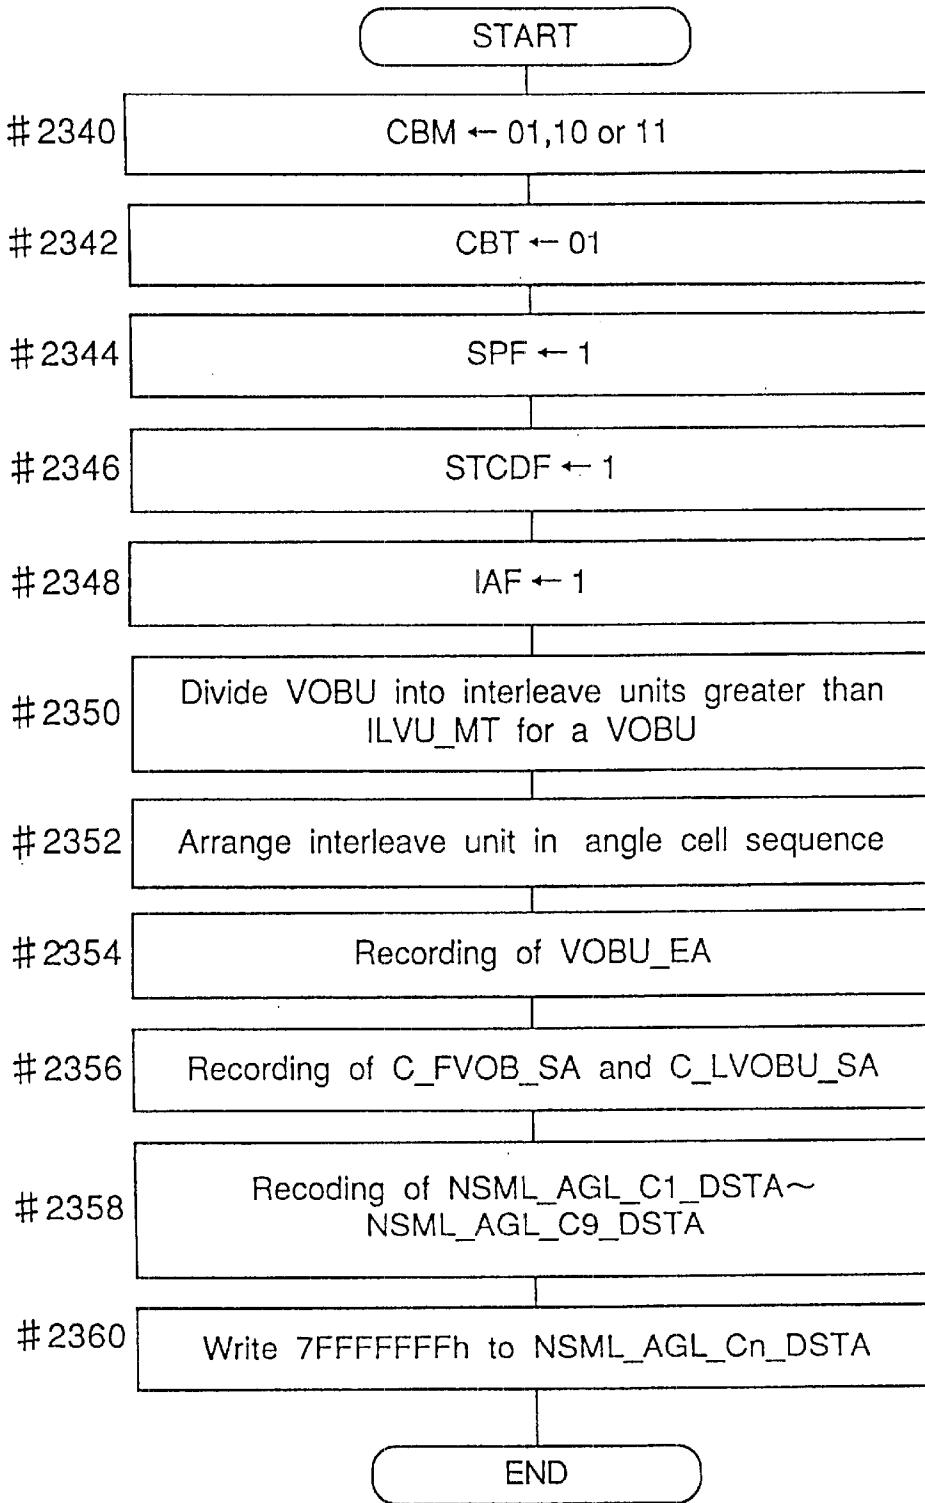 START
#2340 CBM ← 01,10 or 11
#2342 CBT ← 01
#2344 SPF ← 1
#2346 STCDF ← 1
#2348 IAF ← 1
#2350 Divide VOBU into interleave units greater than
ILVU_MT for a VOBU
#2352 Arrange interleave unit in angle cell sequence
#2354 Recording of VOBU_EA
#2356 Recording of C_FVOB_SA and C_LVOBU_SA
#2358 Recoding of NSML_AGL_C1_DSTA~
NSML_AGL_C9_DSTA
#2360 Write 7FFFFFFFh to NSML_AGL_Cn_DSTA
END